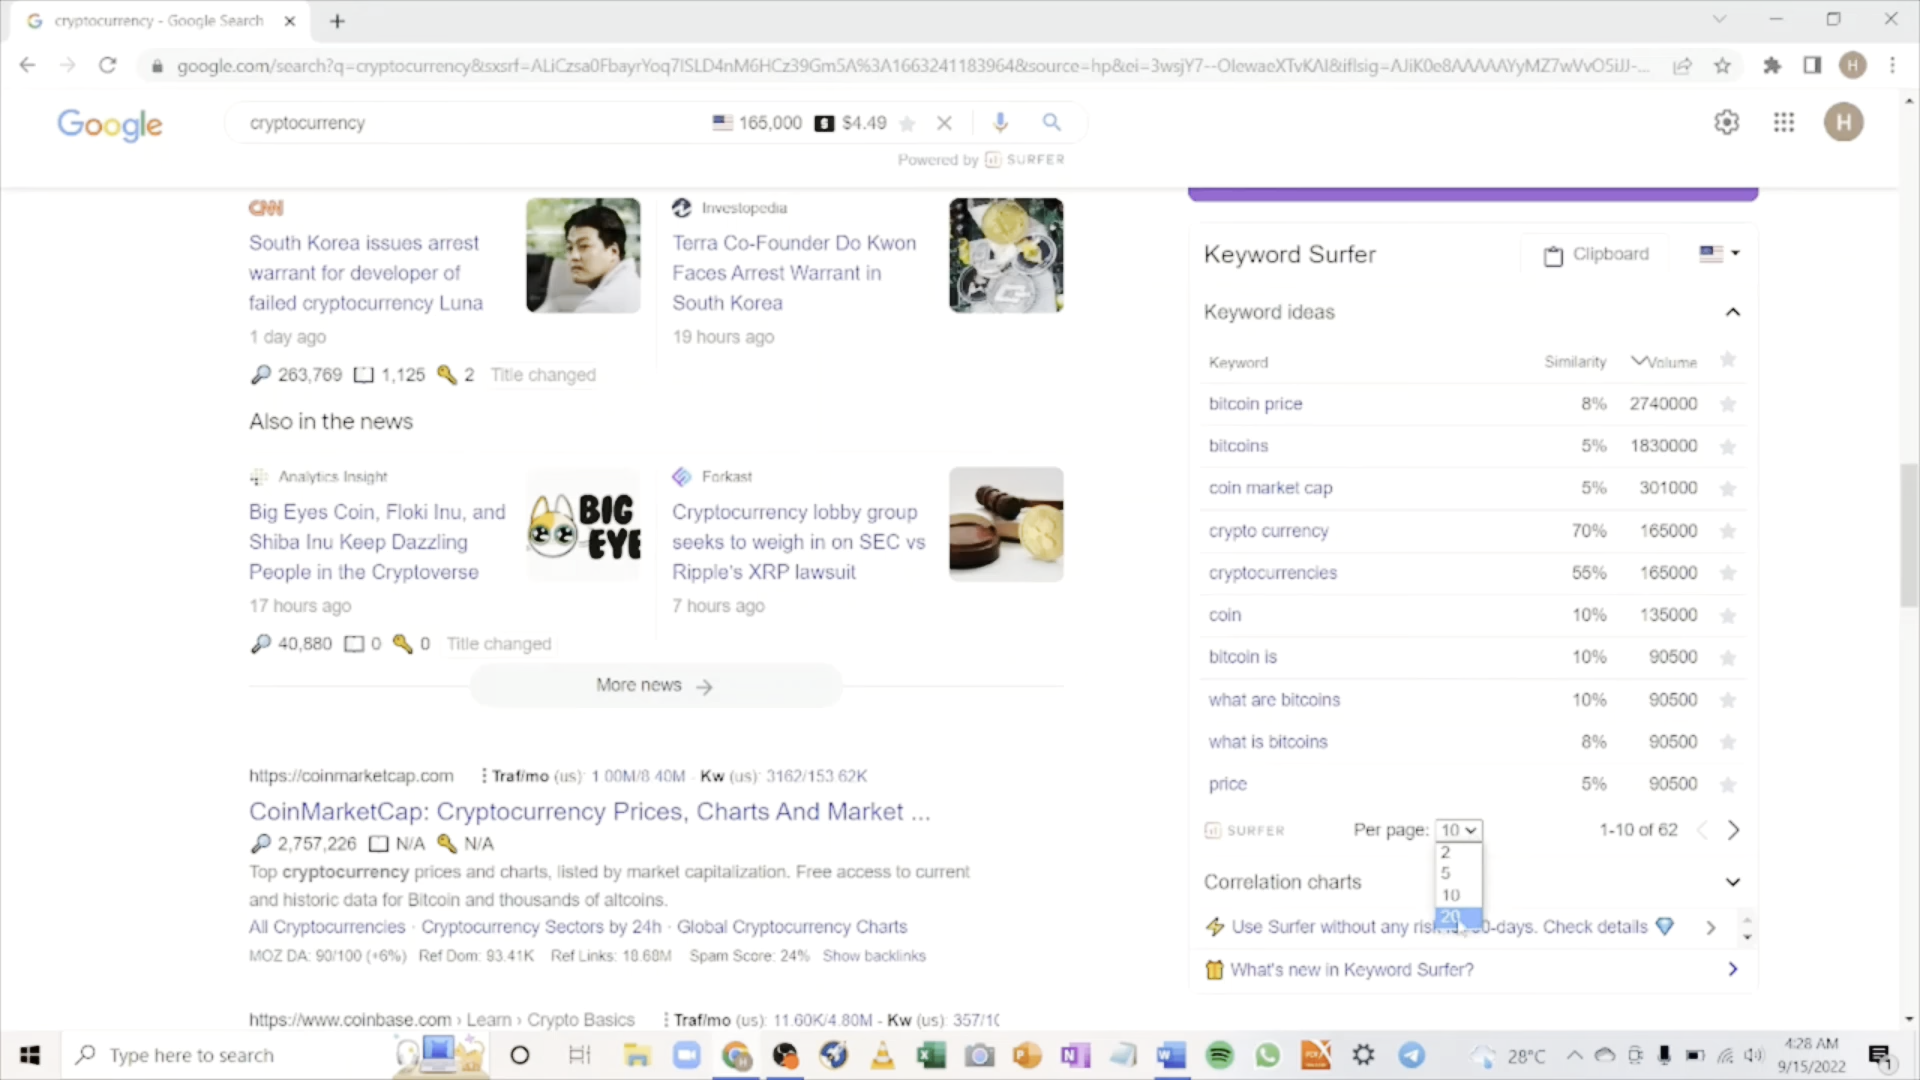 cryptocurrency - Google Search
Google
cryptocurrency
165,000 $4.49
H
H
Powered by SURFER
CNN
South Korea issues arrest
warrant for developer of
failed cryptocurrency Luna
1 day ago
263,769 1,125 2 Title changed
Investopedia
Terra Co-Founder Do Kwon
Faces Arrest Warrant in
South Korea
19 hours ago
Also in the news
Analytics Insight
Big Eyes Coin, Floki Inu, and
Shiba Inu Keep Dazzling
People in the Cryptoverse
17 hours ago
40,880 0 0 Title changed
BIG
EYE
Forkast
Cryptocurrency lobby group
seeks to weigh in on SEC vs
Ripple's XRP lawsuit
7 hours ago
More news
https://coinmarketcap.com Traf/mo (us): 1.00M/8.40M - Kw (us): 3162/153.62K
CoinMarketCap: Cryptocurrency Prices, Charts And Market ...
2,757,226 N/A N/A
Top cryptocurrency prices and charts, listed by market capitalization. Free access to current
and historic data for Bitcoin and thousands of altcoins.
All Cryptocurrencies · Cryptocurrency Sectors by 24h · Global Cryptocurrency Charts
MOZ DA: 90/100 (+6%) Ref Dom: 93.41K Ref Links: 18.68M Spam Score: 24% Show backlinks
https://www.coinbase.com › Learn › Crypto Basics Traf/mo (us): 11.60K/4.80M - Kw (us): 357/10
Keyword Surfer Clipboard
Keyword ideas
Keyword Similarity Volume
bitcoin price 8% 2740000
bitcoins 5% 1830000
coin market cap 5% 301000
crypto currency 70% 165000
cryptocurrencies 55% 165000
coin 10% 135000
bitcoin is 10% 90500
what are bitcoins 10% 90500
what is bitcoins 8% 90500
price 5% 90500
SURFER Per page: 10 1-10 of 62
2
5
10
20
Correlation charts
Use Surfer without any 0-days. Check details
What's new in Keyword Surfer?
Type here to search
28°C
4:28 AM
9/15/2022
1